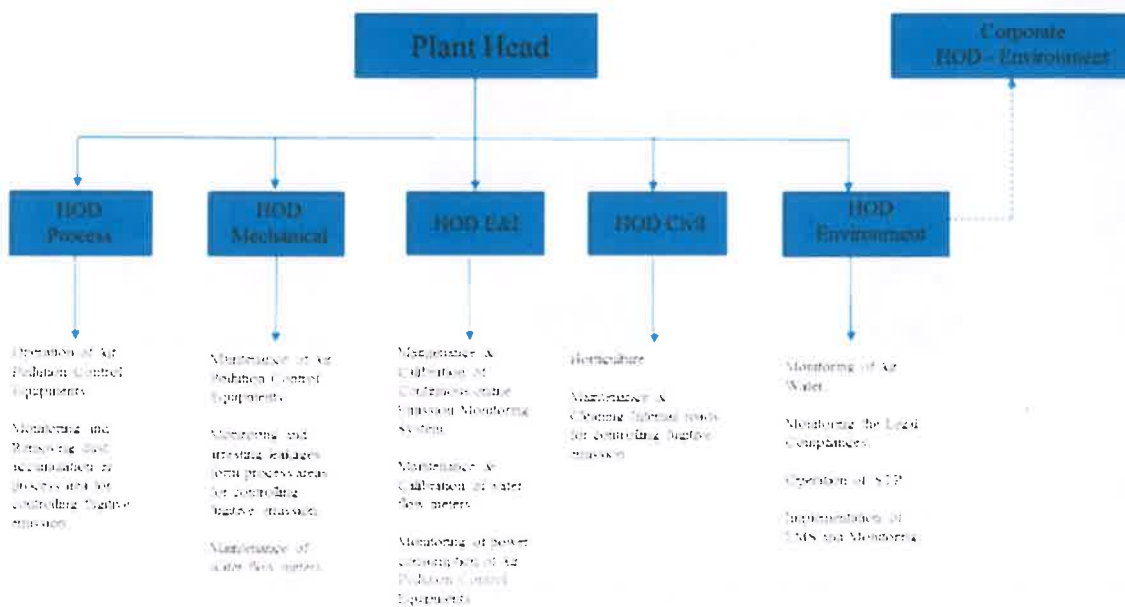 Plant Head
Corporate
HOD - Environment
HOD
Process
HOD
Mechanical
HOD E&I
HOD Civil
HOD
Environment
Operation of Air
Pollution Control
Equipments
Monitoring and
Removing dust
accumulation in
process area for
controlling fugitive
emission
Maintenance of Air
Pollution Control
Equipments
Monitoring and
arresting leakages
form process areas
for controlling
fugitive emission
Maintenance of
water flow meters
Maintenance &
Calibration of
Continuous online
Emission Monitoring
System
Maintenance &
Calibration of water
flow meters
Monitoring of power
consumption of Air
Pollution Control
Equipments
Horticulture
Maintenance &
Cleaning Internal roads
for controlling fugitive
emission
Monitoring of Air
Water
Monitoring the Legal
Compliances
Operation of STP
Implementation of
EMS and Monitoring